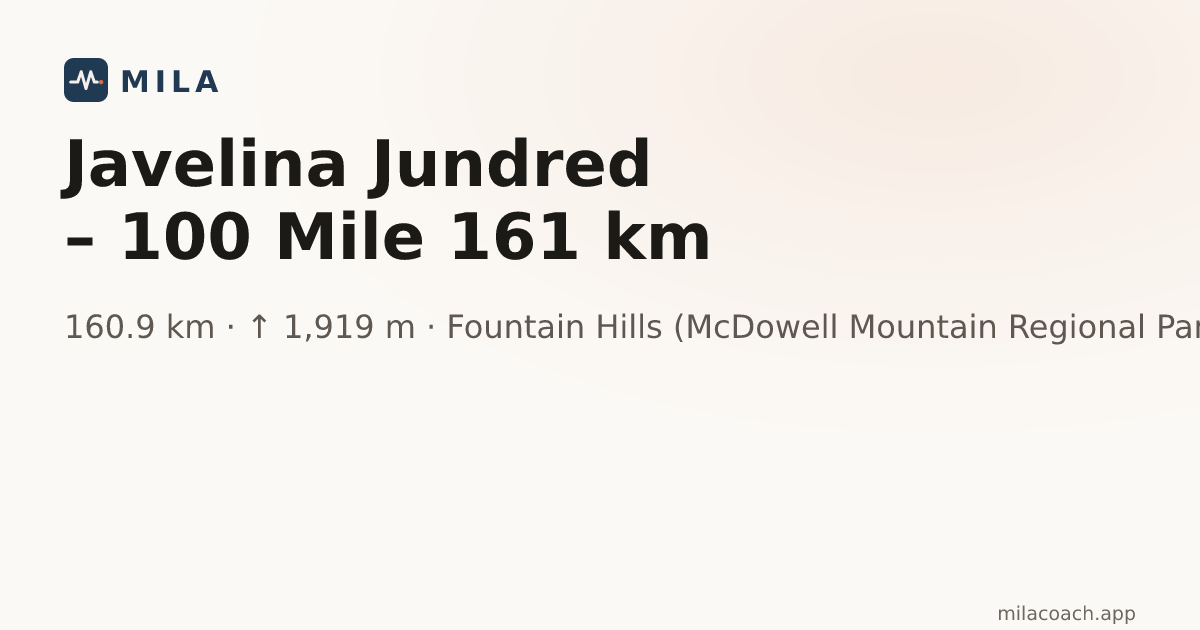 MILA
Javelina Jundred
– 100 Mile 161 km
160.9 km · ↑ 1,919 m · Fountain Hills (McDowell Mountain Regional Par
milacoach.app